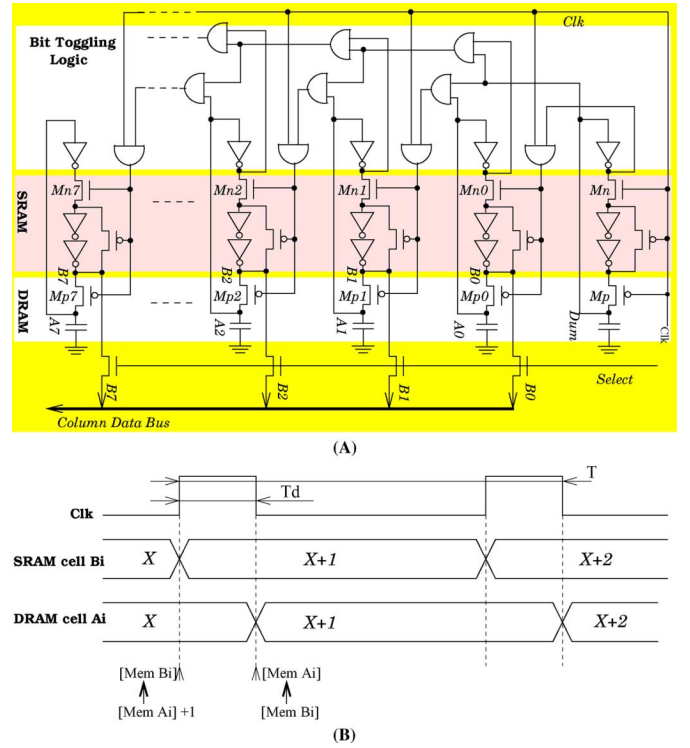 Clk
Bit Toggling
Logic
SRAM
Mn7
Mn2
Mn1
Mn0
Mn
B7
B2
B1
B0
DRAM
Mp7
Mp2
Mp1
Mp0
Mp
A7
A2
A1
A0
Dum
Clk
Select
B7
B2
B1
B0
Column Data Bus
(A)
T
Td
Clk
SRAM cell Bi
X
X+1
X+2
DRAM cell Ai
X
X+1
X+2
[Mem Bi]
[Mem Ai]
[Mem Ai] +1
[Mem Bi]
(B)